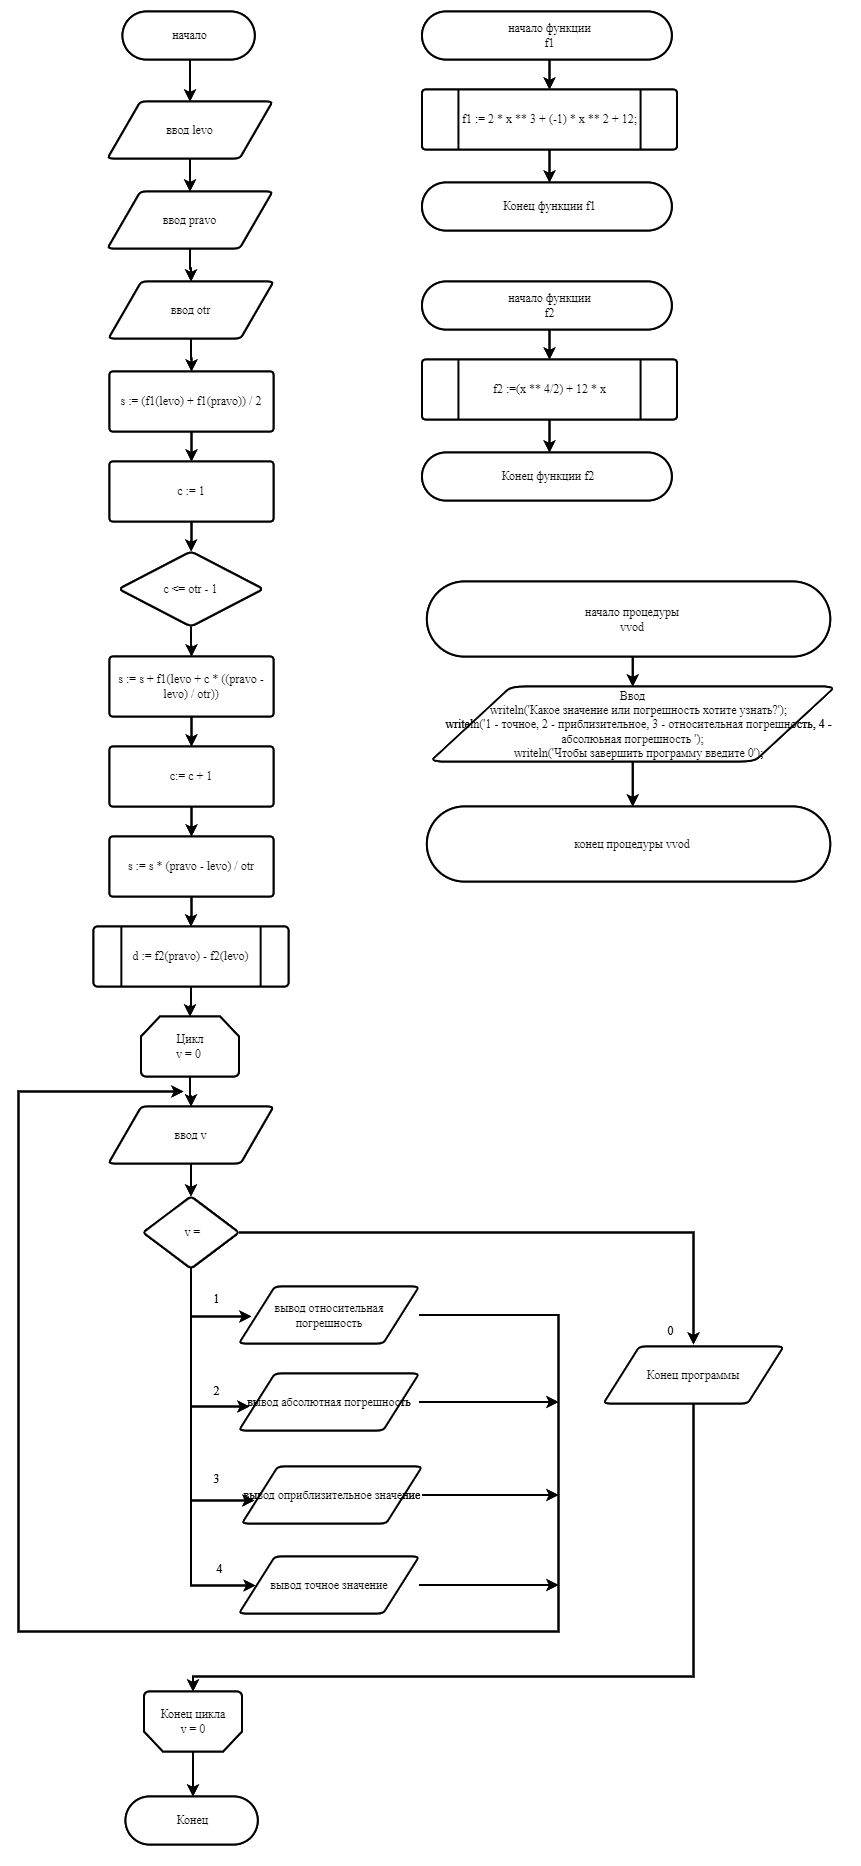 начало
ввод levo
ввод pravo
ввод otr
s := (f1(levo) + f1(pravo)) / 2
c := 1
c <= otr - 1
s := s + f1(levo + c * ((pravo -
levo) / otr))
c:= c + 1
s := s * (pravo - levo) / otr
d := f2(pravo) - f2(levo)
Цикл
v = 0
ввод v
v =
1
вывод относительная
погрешность
2
вывод абсолютная погрешность
3
вывод оприблизительное значение
4
вывод точное значение
0
Конец программы
Конец цикла
v = 0
Конец
начало функции
f1
f1 := 2 * x ** 3 + (-1) * x ** 2 + 12;
Конец функции f1
начало функции
f2
f2 :=(x ** 4/2) + 12 * x
Конец функции f2
начало процедуры
vvod
Ввод
writeln('Какое значение или погрешность хотите узнать?');
writeln('1 - точное, 2 - приблизительное, 3 - относительная погрешность, 4 -
абсолюьная погрешность ');
writeln('Чтобы завершить программу введите 0');
конец процедуры vvod